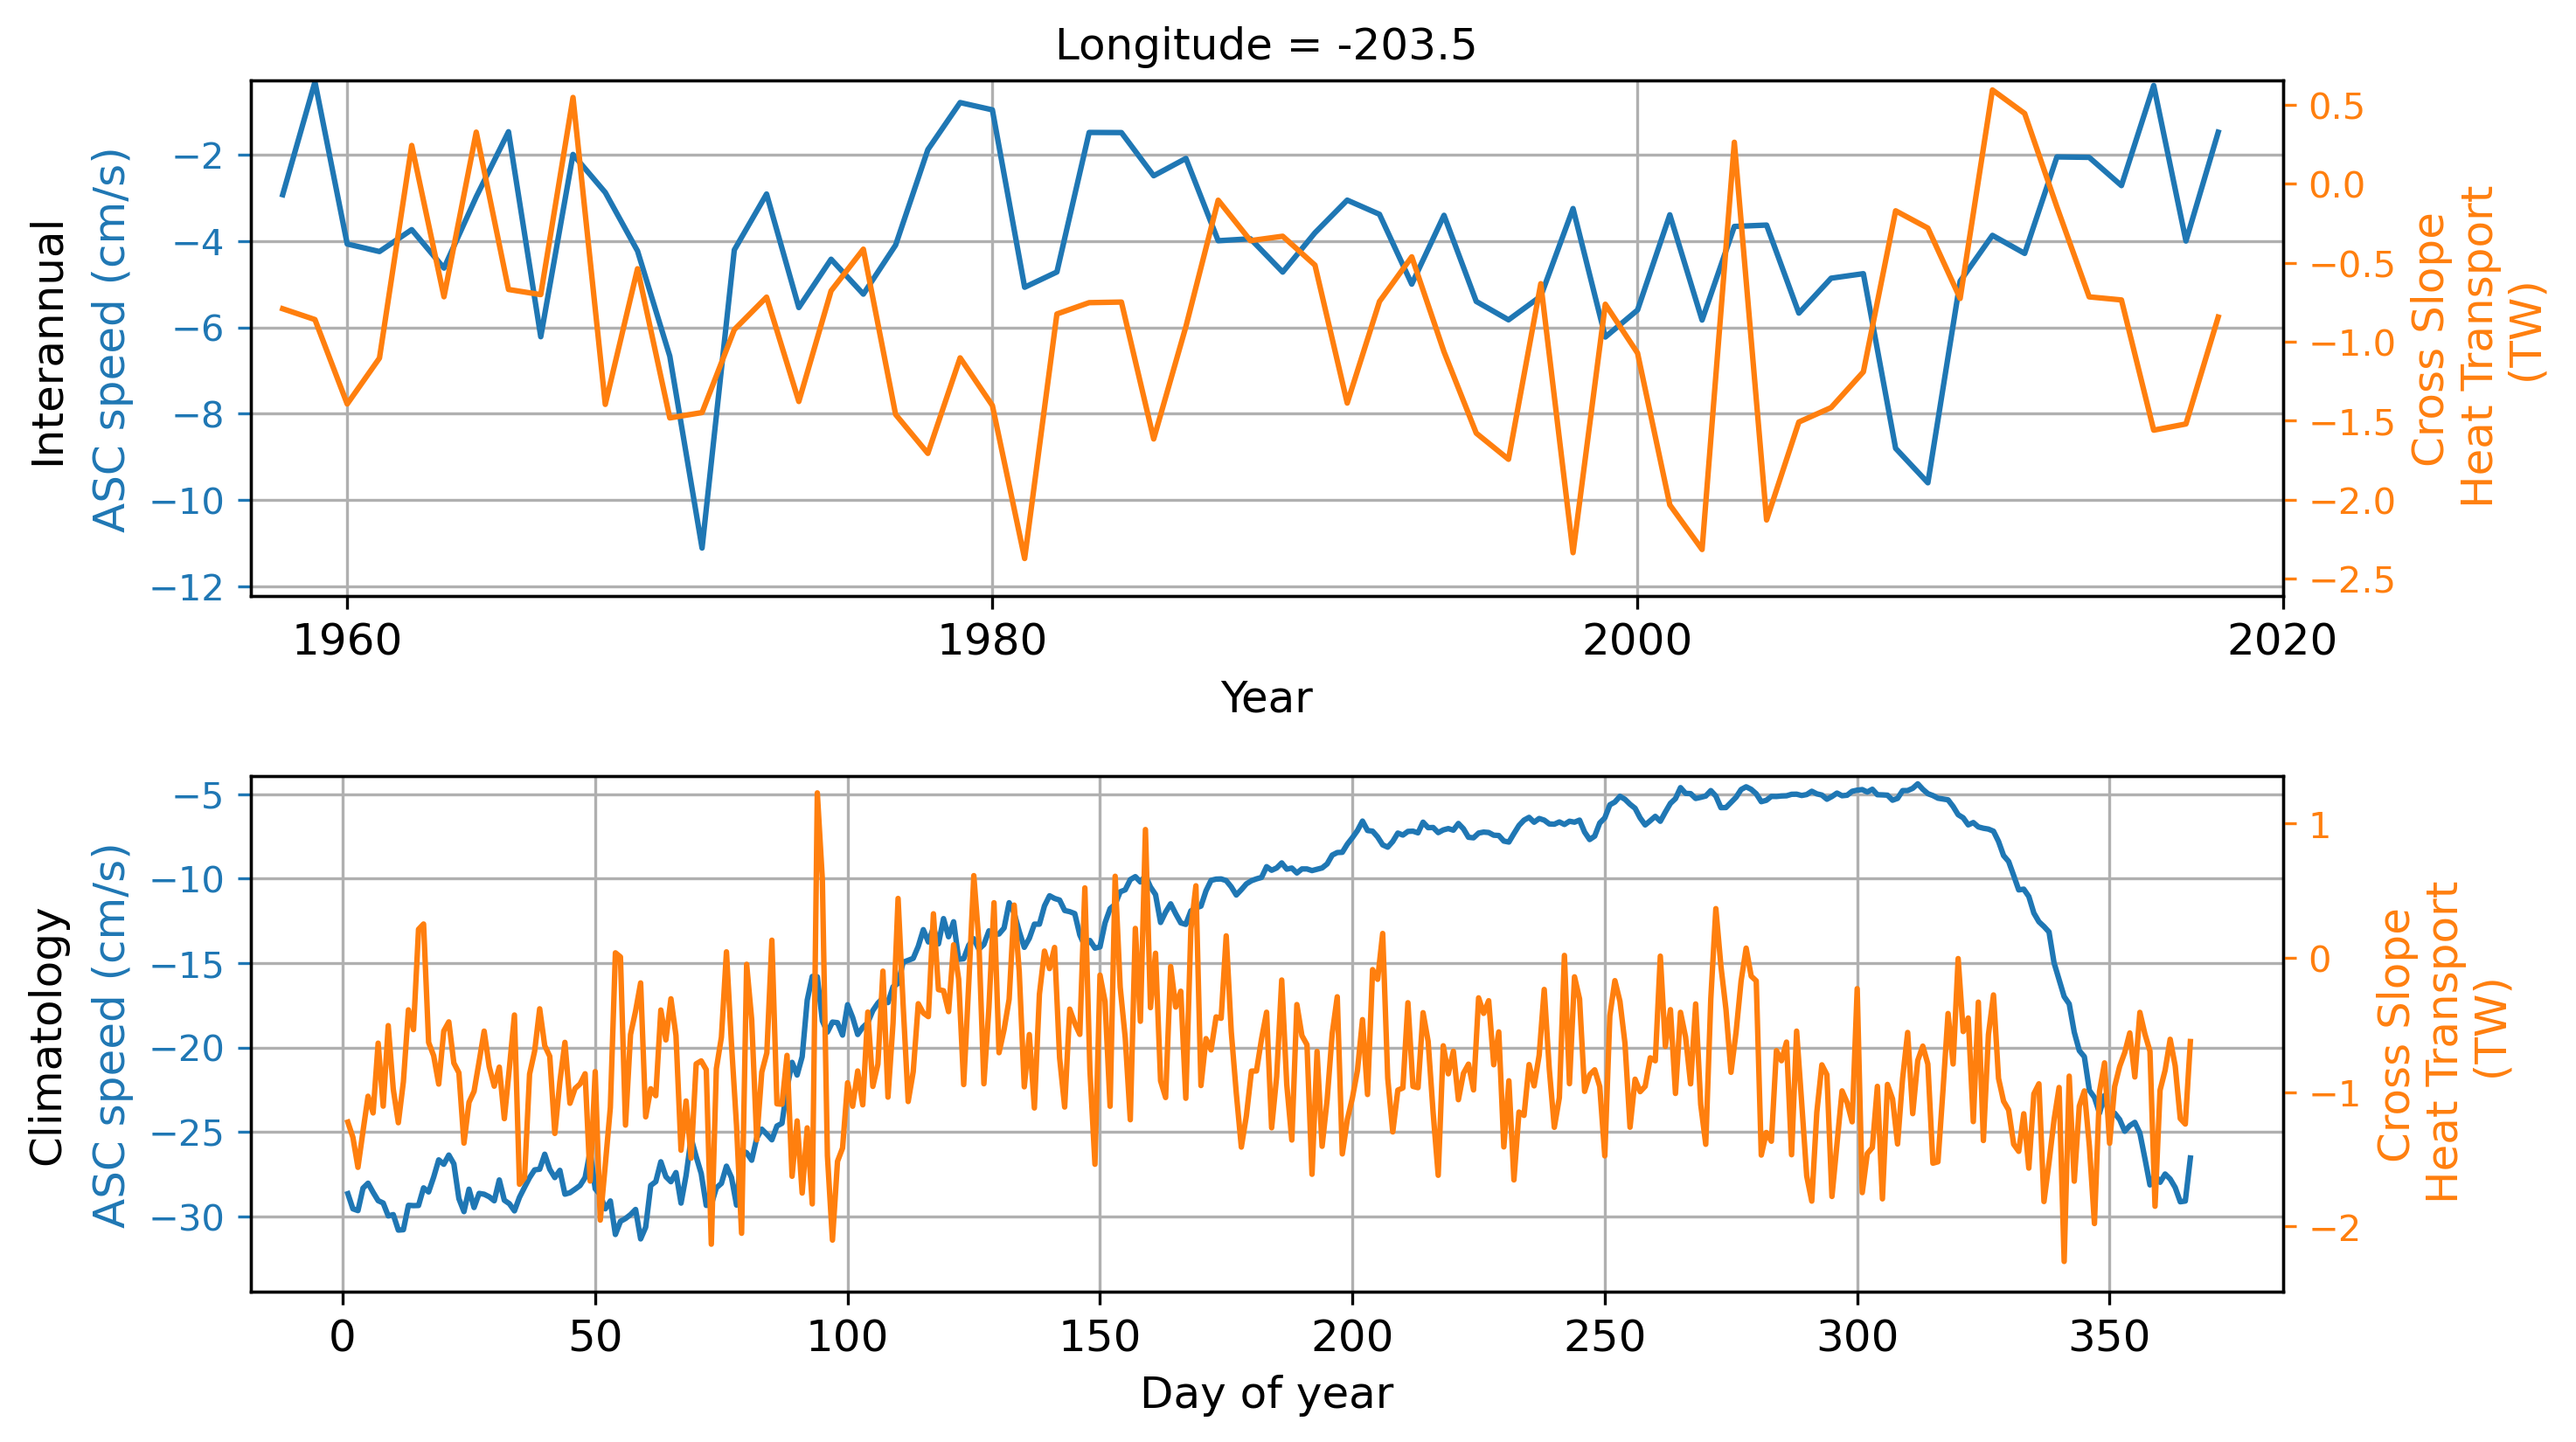 Longitude = -203.5
Interannual
ASC speed (cm/s)
−2
−4
−6
−8
−10
−12
0.5
0.0
−0.5
−1.0
−1.5
−2.0
−2.5
Cross Slope
Heat Transport
(TW)
1960
1980
2000
2020
Year
Climatology
ASC speed (cm/s)
−5
−10
−15
−20
−25
−30
1
0
−1
−2
Cross Slope
Heat Transport
(TW)
0
50
100
150
200
250
300
350
Day of year